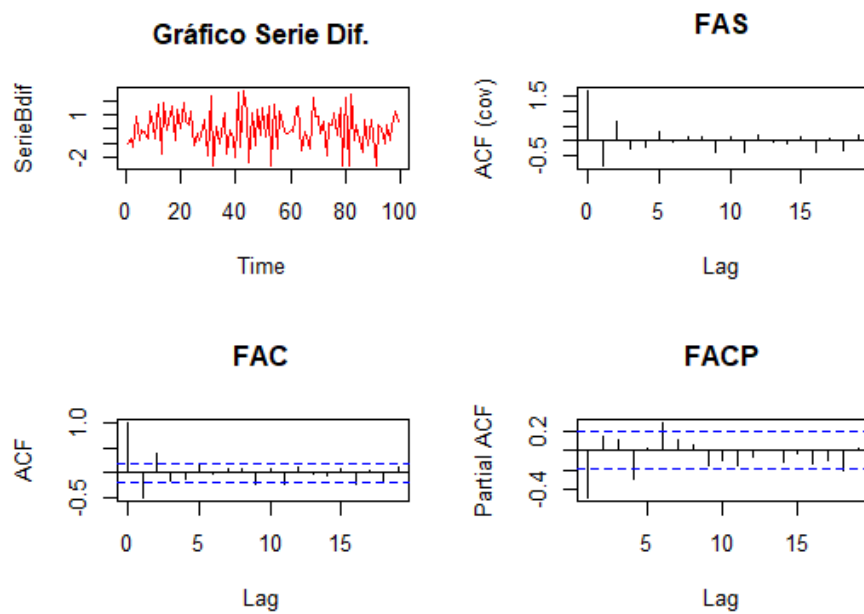 Gráfico Serie Dif.
SerieBdif
1
-2
0 20 40 60 80 100
Time
FAS
ACF (cov)
1.5
-0.5
0 5 10 15
Lag
FAC
ACF
1.0
-0.5
0 5 10 15
Lag
FACP
Partial ACF
0.2
-0.4
5 10 15
Lag